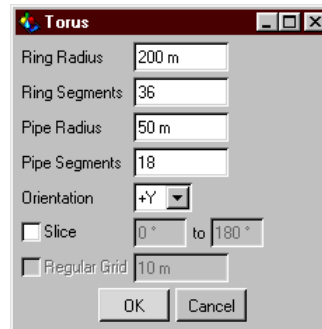 Torus
Ring Radius 200 m
Ring Segments 36
Pipe Radius 50 m
Pipe Segments 18
Orientation +Y
Slice 0 ° to 180 °
Regular Grid 10 m
OK Cancel